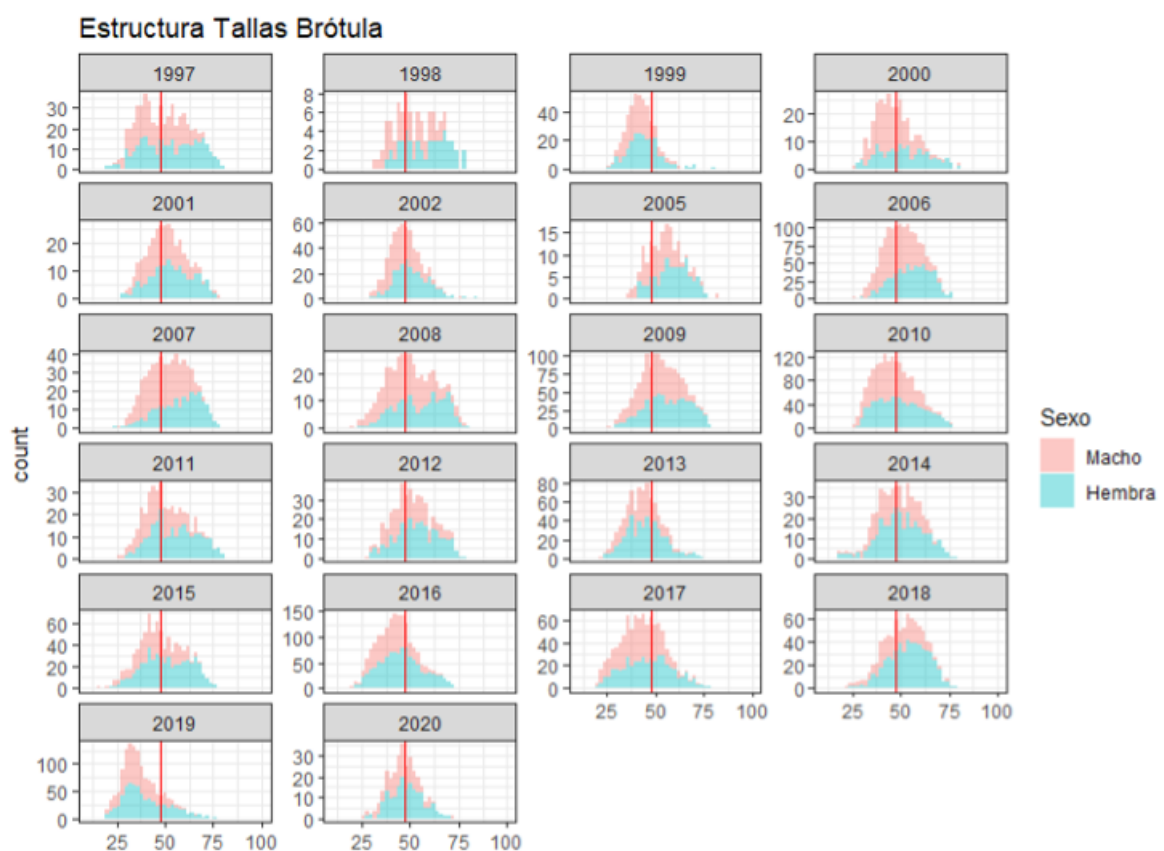 Estructura Tallas Brótula
1997 1998 1999 2000
30 20 10 0
8 6 4 2 0
40 20 0
20 10 0
2001 2002 2005 2006
20 10 0
60 40 20 0
15 10 5 0
100 75 50 25 0
2007 2008 2009 2010
40 30 20 10 0
20 10 0
100 75 50 25 0
120 80 40 0
count
2011 2012 2013 2014
30 20 10 0
30 20 10 0
80 60 40 20 0
30 20 10 0
2015 2016 2017 2018
60 40 20 0
150 100 50 0
60 40 20 0
60 40 20 0
25 50 75 100
25 50 75 100
2019 2020
100 50 0
30 20 10 0
25 50 75 100
25 50 75 100
Sexo
Macho
Hembra